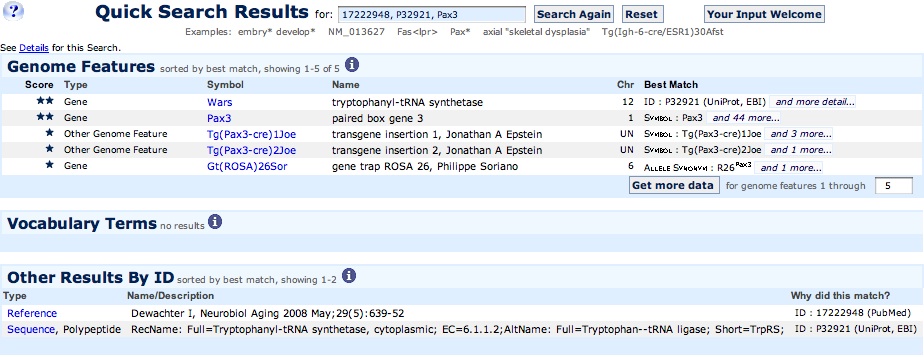 Quick Search Results for: 17222948, P32921, Pax3 Search Again Reset Your Input Welcome
Examples: embry* develop* NM_013627 Fas<lpr> Pax* axial "skeletal dysplasia" Tg(Igh-6-cre/ESR1)30Afst
See Details for this Search.
Genome Features sorted by best match, showing 1-5 of 5
Score Type Symbol Name Chr Best Match
★★ Gene Wars tryptophanyl-tRNA synthetase 12 ID : P32921 (UniProt, EBI) and more detail...
★★ Gene Pax3 paired box gene 3 1 Symbol : Pax3 and 44 more...
★ Other Genome Feature Tg(Pax3-cre)1Joe transgene insertion 1, Jonathan A Epstein UN Symbol : Tg(Pax3-cre)1Joe and 3 more...
★ Other Genome Feature Tg(Pax3-cre)2Joe transgene insertion 2, Jonathan A Epstein UN Symbol : Tg(Pax3-cre)2Joe and 1 more...
★ Gene Gt(ROSA)26Sor gene trap ROSA 26, Philippe Soriano 6 Allele Synonym : R26Pax3 and 1 more...
Get more data for genome features 1 through 5
Vocabulary Terms no results
Other Results By ID sorted by best match, showing 1-2
Type Name/Description Why did this match?
Reference Dewachter I, Neurobiol Aging 2008 May;29(5):639-52 ID : 17222948 (PubMed)
Sequence, Polypeptide RecName: Full=Tryptophanyl-tRNA synthetase, cytoplasmic; EC=6.1.1.2;AltName: Full=Tryptophan--tRNA ligase; Short=TrpRS; ID : P32921 (UniProt, EBI)